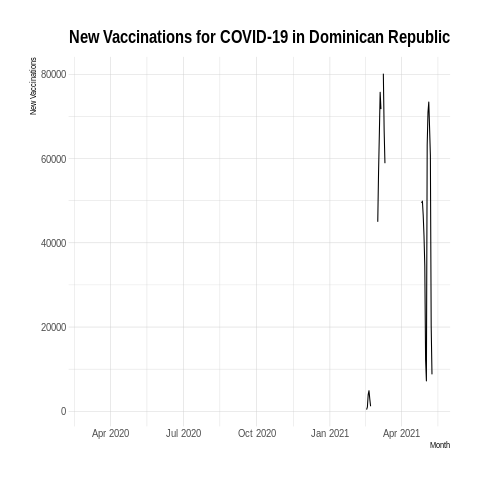 New Vaccinations for COVID-19 in Dominican Republic
New Vaccinations
80000
60000
40000
20000
0
Apr 2020 Jul 2020 Oct 2020 Jan 2021 Apr 2021
Month